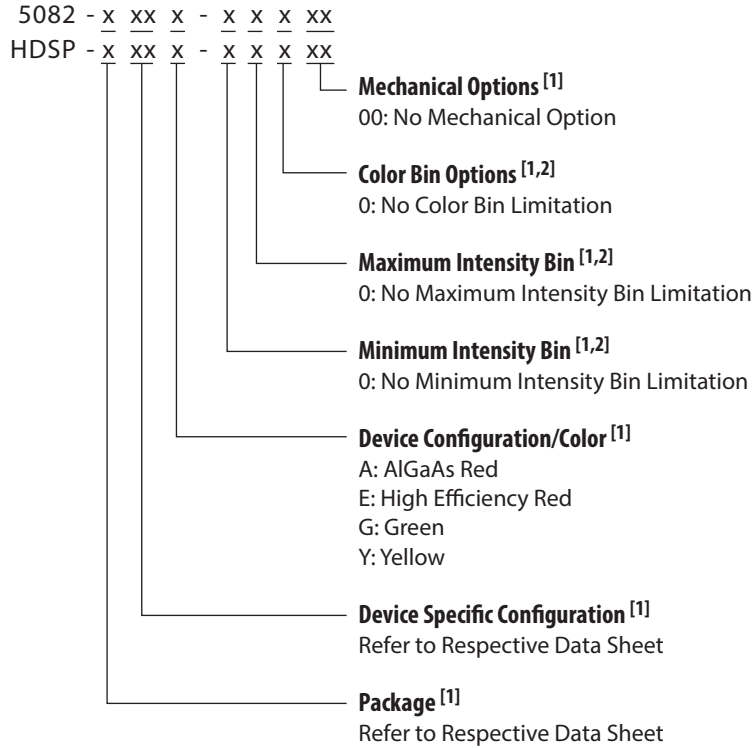 5082 - x xx x - x x x xx
HDSP - x xx x - x x x xx
Mechanical Options [1]
00: No Mechanical Option
Color Bin Options [1,2]
0: No Color Bin Limitation
Maximum Intensity Bin [1,2]
0: No Maximum Intensity Bin Limitation
Minimum Intensity Bin [1,2]
0: No Minimum Intensity Bin Limitation
Device Configuration/Color [1]
A: AlGaAs Red
E: High Efficiency Red
G: Green
Y: Yellow
Device Specific Configuration [1]
Refer to Respective Data Sheet
Package [1]
Refer to Respective Data Sheet